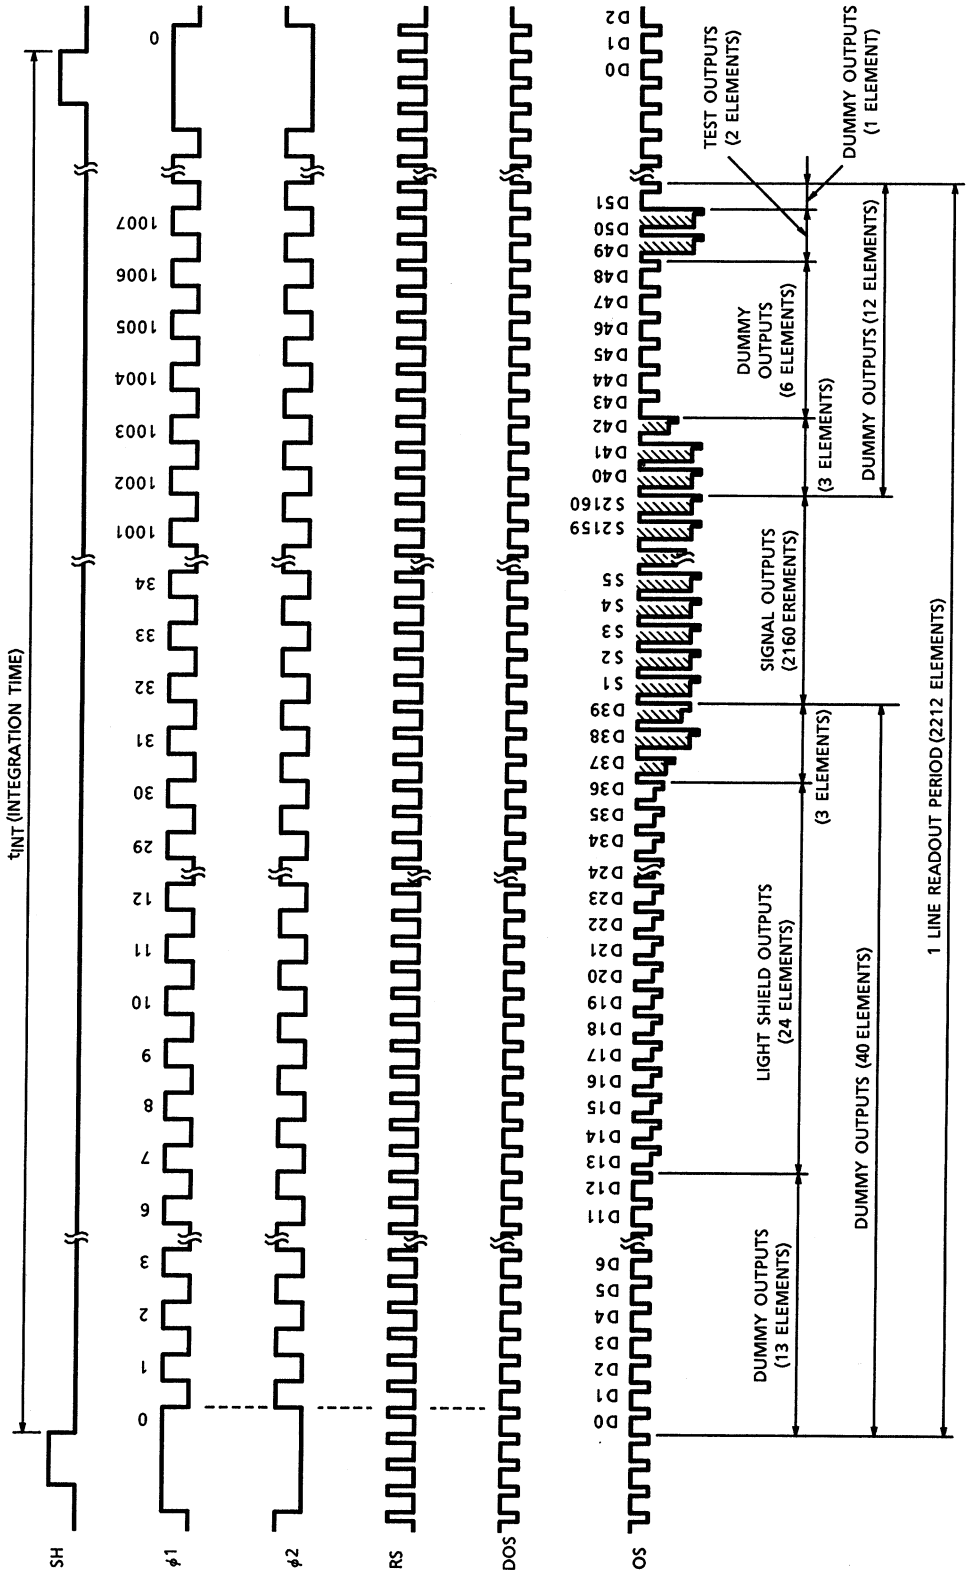 tINT (INTEGRATION TIME)
SH
φ1
0 1 2 3 6 7 8 9 10 11 12 29 30 31 32 33 34 1001 1002 1003 1004 1005 1006 1007 0
φ2
RS
DOS
OS
D0 D1 D2 D3 D4 D5 D6 D11 D12 D13 D14 D15 D16 D17 D18 D19 D20 D21 D22 D23 D24 D34 D35 D36 D37 D38 D39 S1 S2 S3 S4 S5 S2159 S2160 D40 D41 D42 D43 D44 D45 D46 D47 D48 D49 D50 D51 D0 D1 D2
DUMMY OUTPUTS
(13 ELEMENTS)
LIGHT SHIELD OUTPUTS
(24 ELEMENTS)
(3 ELEMENTS)
SIGNAL OUTPUTS
(2160 EREMENTS)
(3 ELEMENTS)
DUMMY
OUTPUTS
(6 ELEMENTS)
TEST OUTPUTS
(2 ELEMENTS)
DUMMY OUTPUTS
(1 ELEMENT)
DUMMY OUTPUTS (40 ELEMENTS)
DUMMY OUTPUTS (12 ELEMENTS)
1 LINE READOUT PERIOD (2212 ELEMENTS)